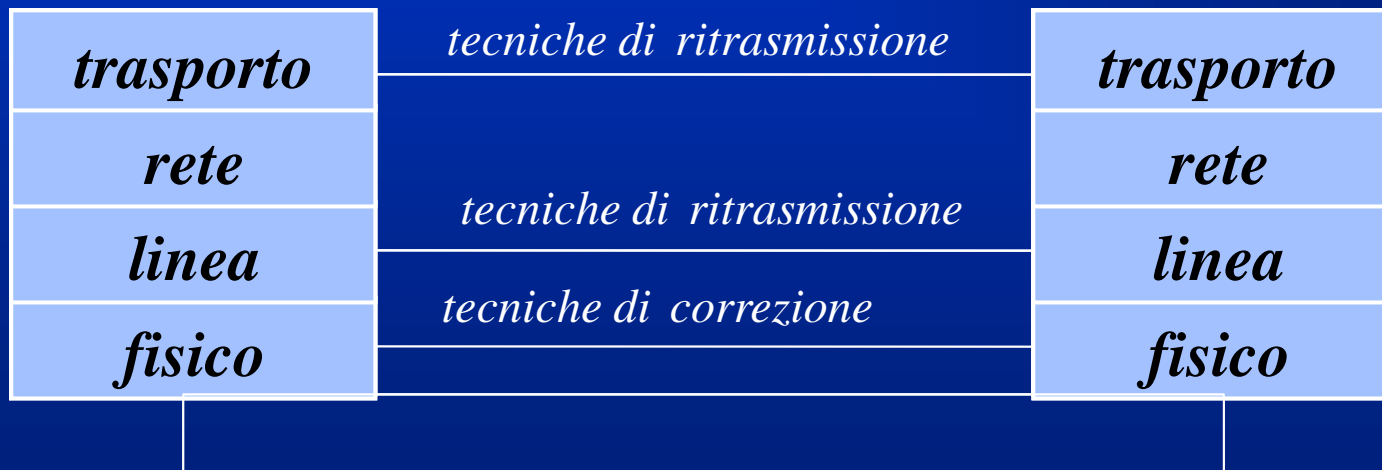 trasporto
rete
linea
fisico
tecniche di ritrasmissione
tecniche di ritrasmissione
tecniche di correzione
trasporto
rete
linea
fisico